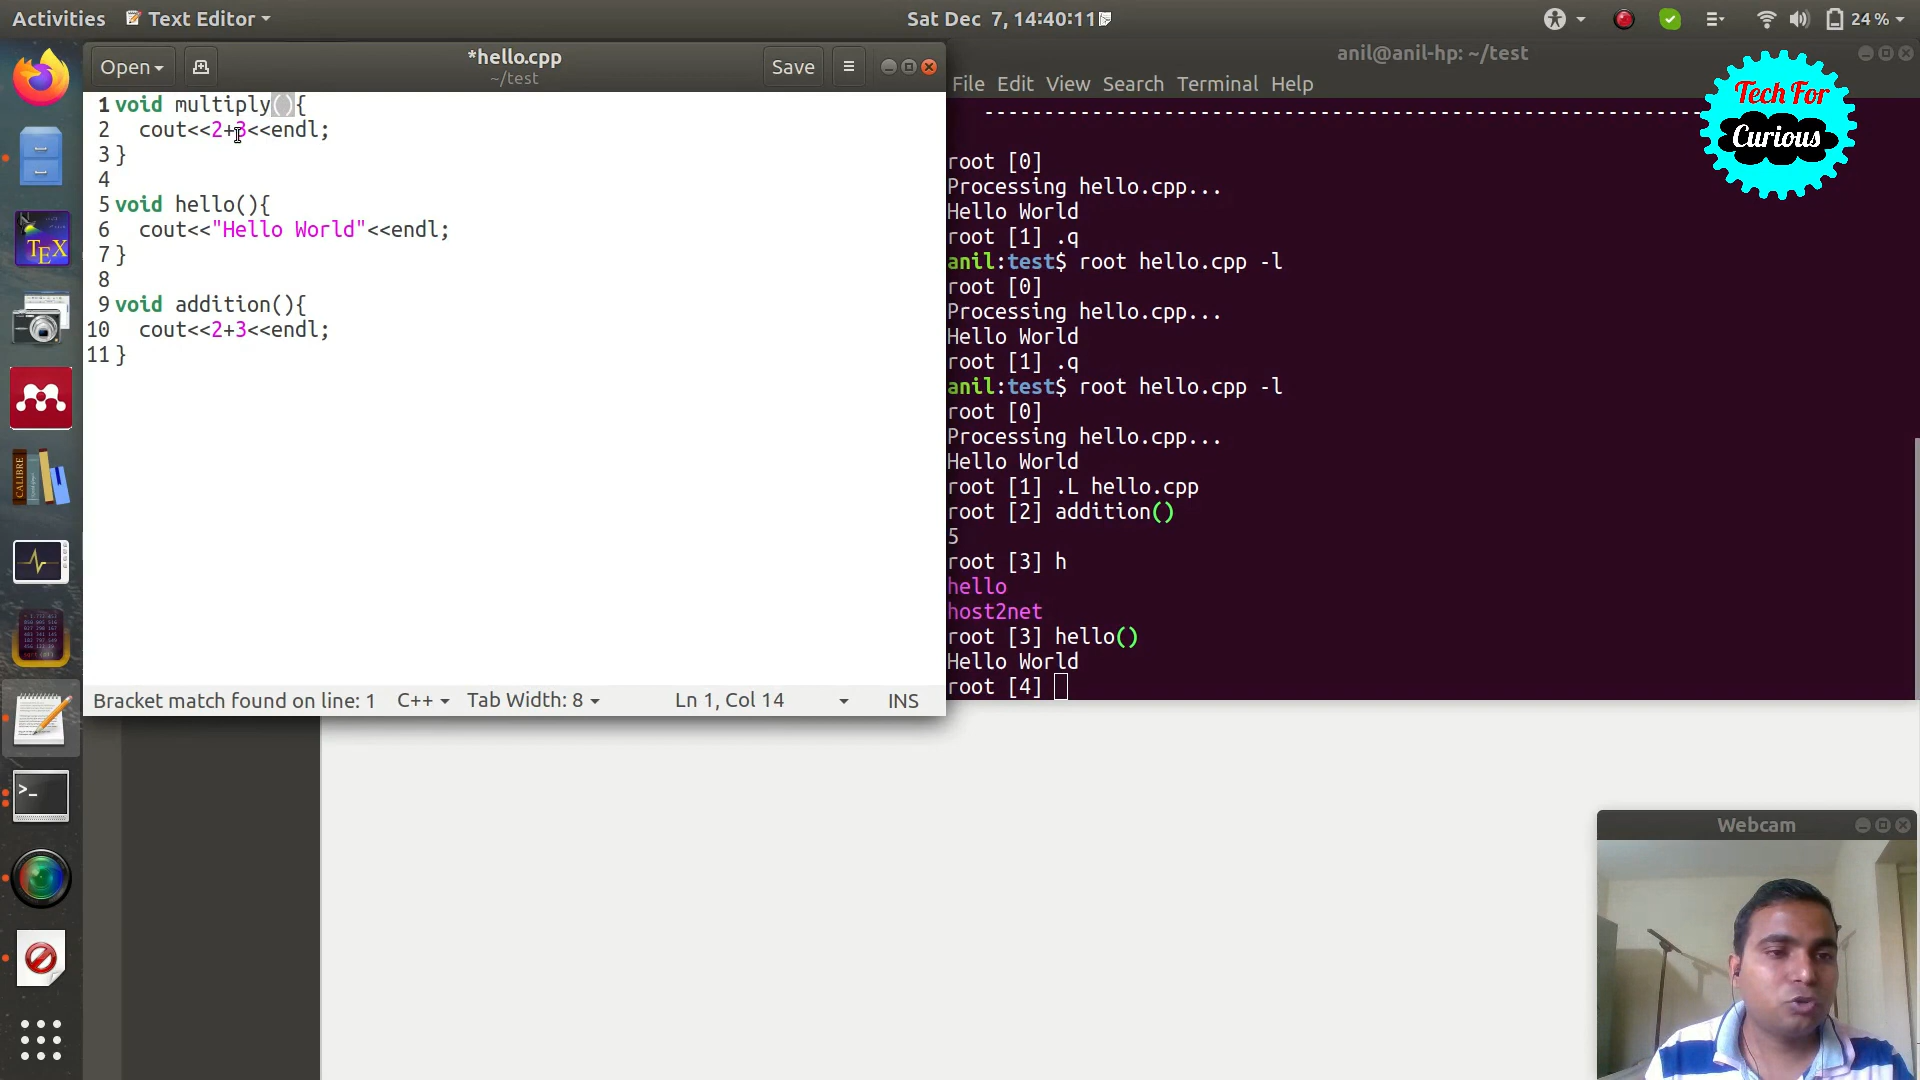 Activities
Text Editor
Sat Dec 7, 14:40:11
24 %
Open
*hello.cpp
~/test
Save
1 void multiply(){
2 cout<<2+3<<endl;
3 }
4
5 void hello(){
6 cout<<"Hello World"<<endl;
7 }
8
9 void addition(){
10 cout<<2+3<<endl;
11 }
Bracket match found on line: 1
C++
Tab Width: 8
Ln 1, Col 14
INS
anil@anil-hp: ~/test
File Edit View Search Terminal Help
---------------------------------------------------------------
root [0]
Processing hello.cpp...
Hello World
root [1] .q
anil:test$ root hello.cpp -l
root [0]
Processing hello.cpp...
Hello World
root [1] .q
anil:test$ root hello.cpp -l
root [0]
Processing hello.cpp...
Hello World
root [1] .L hello.cpp
root [2] addition()
5
root [3] h
hello
host2net
root [3] hello()
Hello World
root [4]
Tech For
Curious
TEX
CALIBRE
>_
Webcam